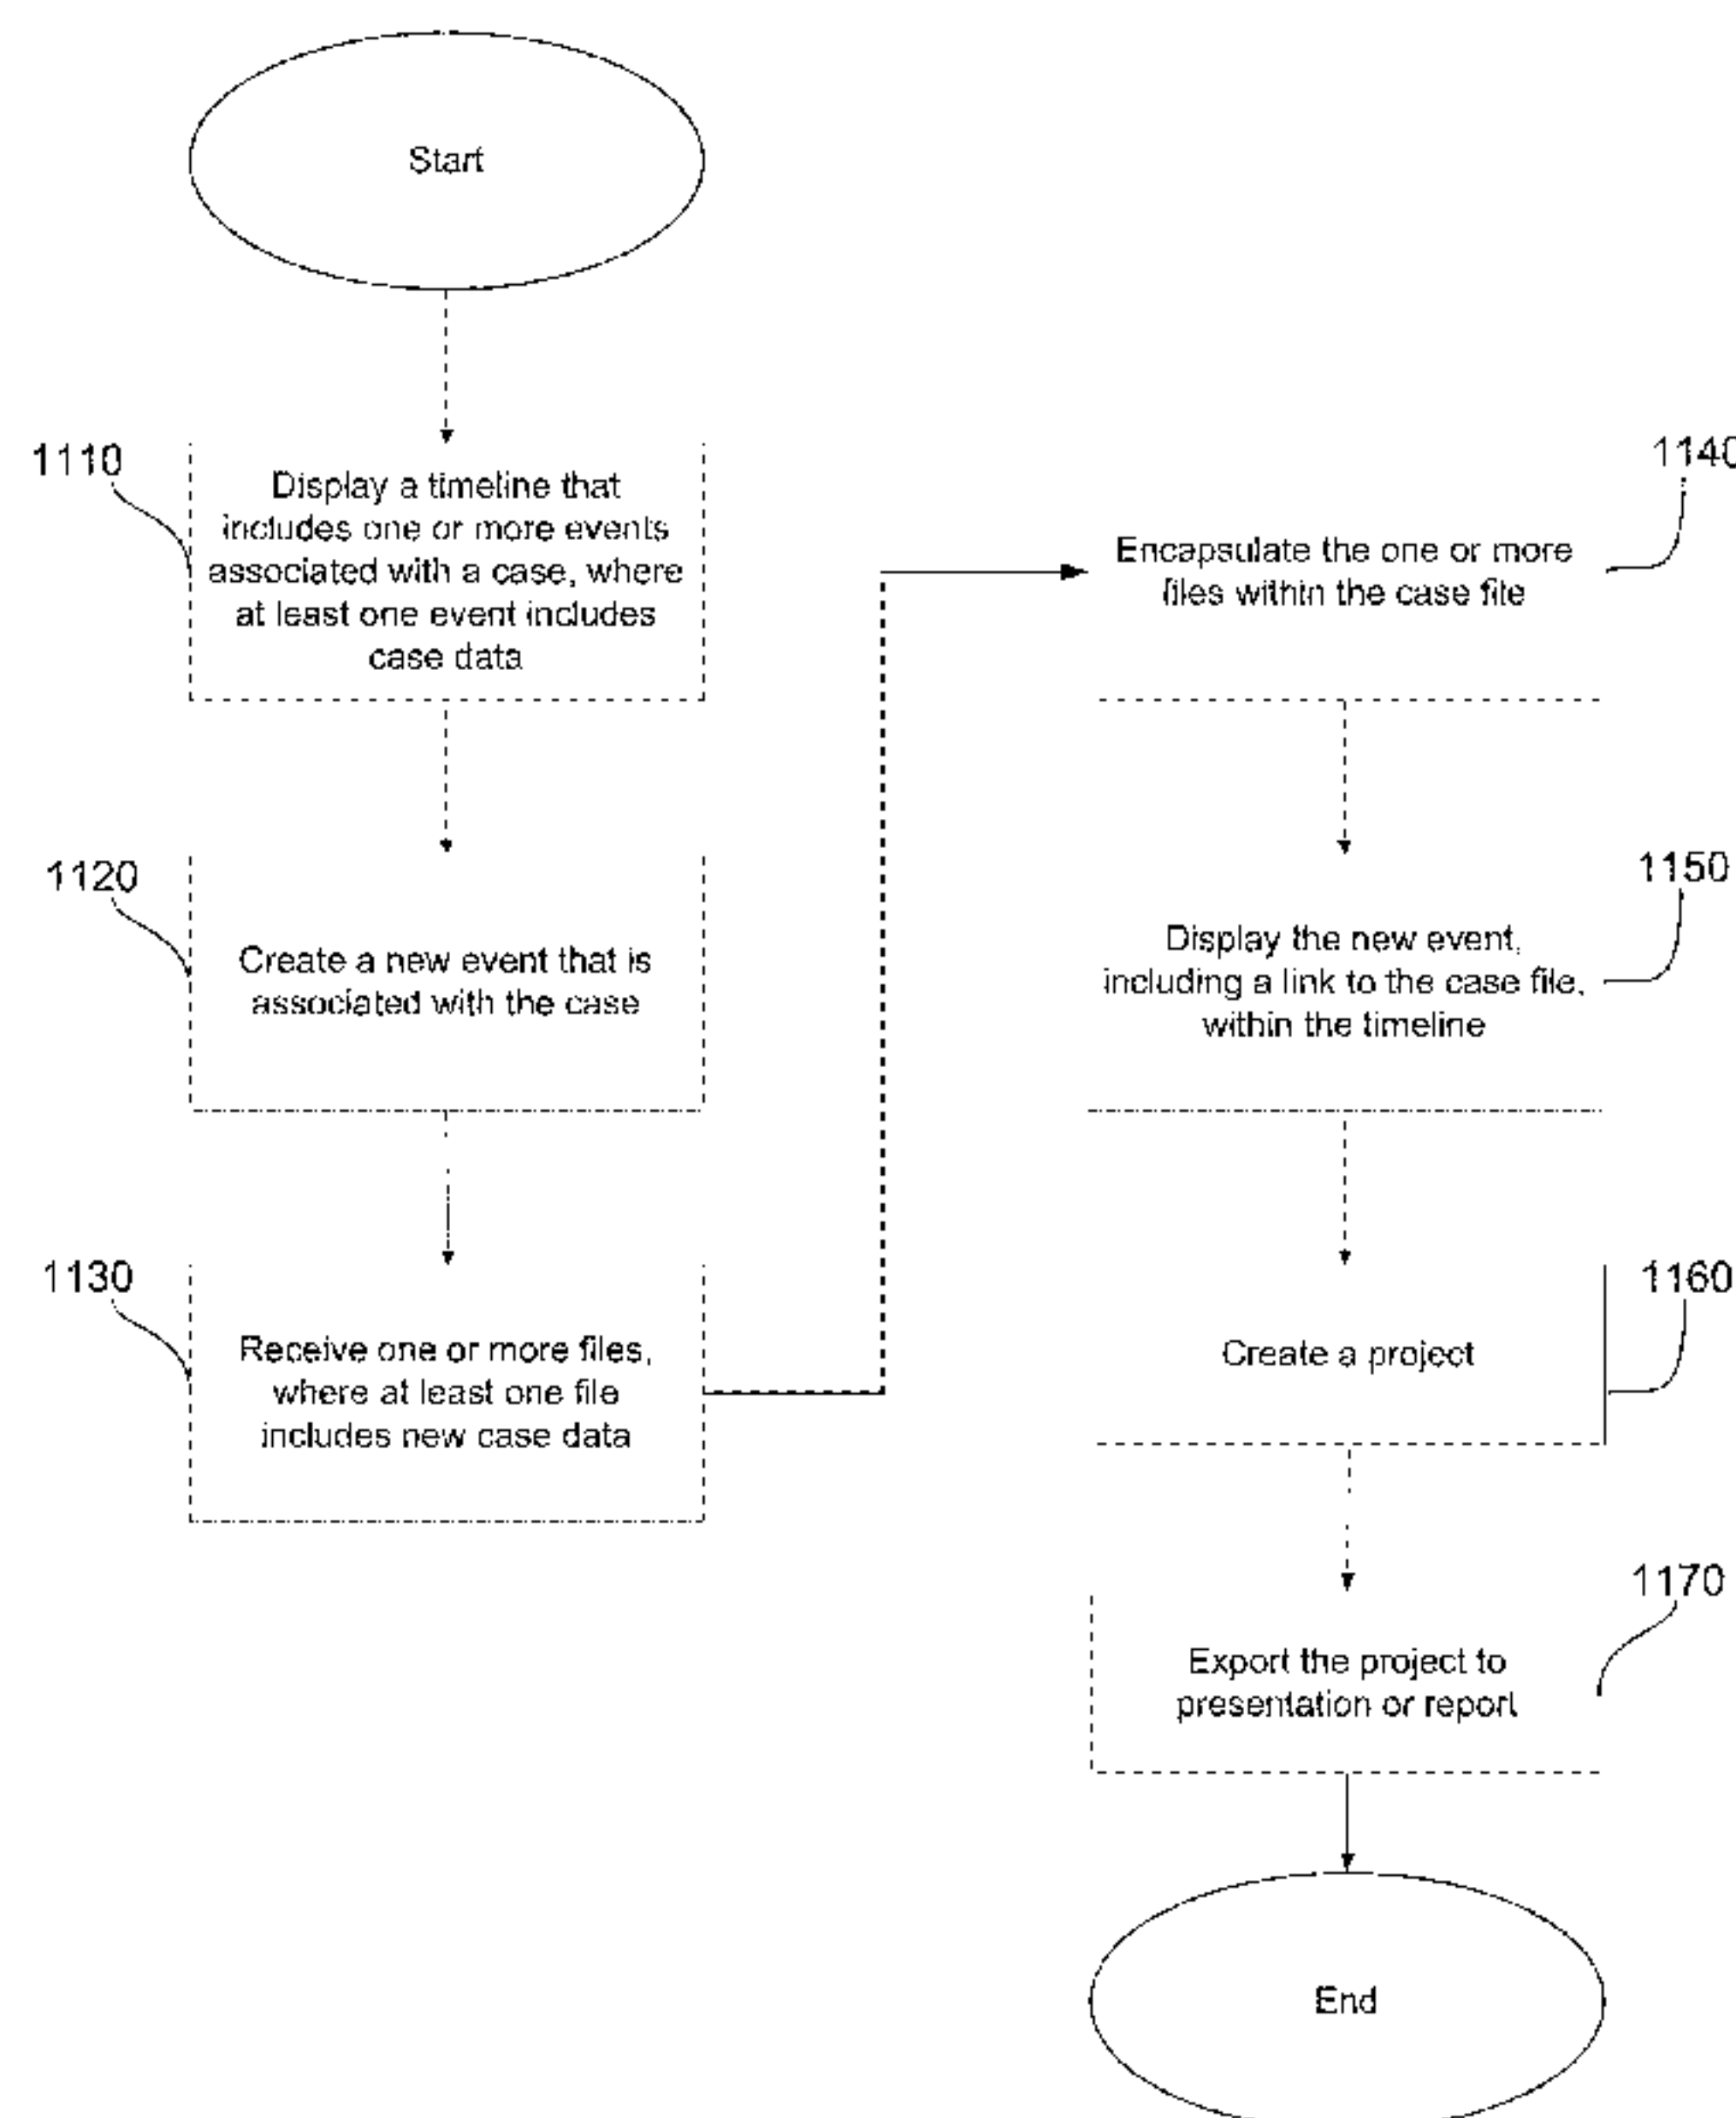 Start
1110
Display a timeline that
includes one or more events
associated with a case, where
at least one event includes
case data
1120
Create a new event that is
associated with the case
1130
Receive one or more files,
where at least one file
includes new case data
1140
Encapsulate the one or more
files within the case file
1150
Display the new event,
including a link to the case file,
within the timeline
1160
Create a project
1170
Export the project to
presentation or report
End